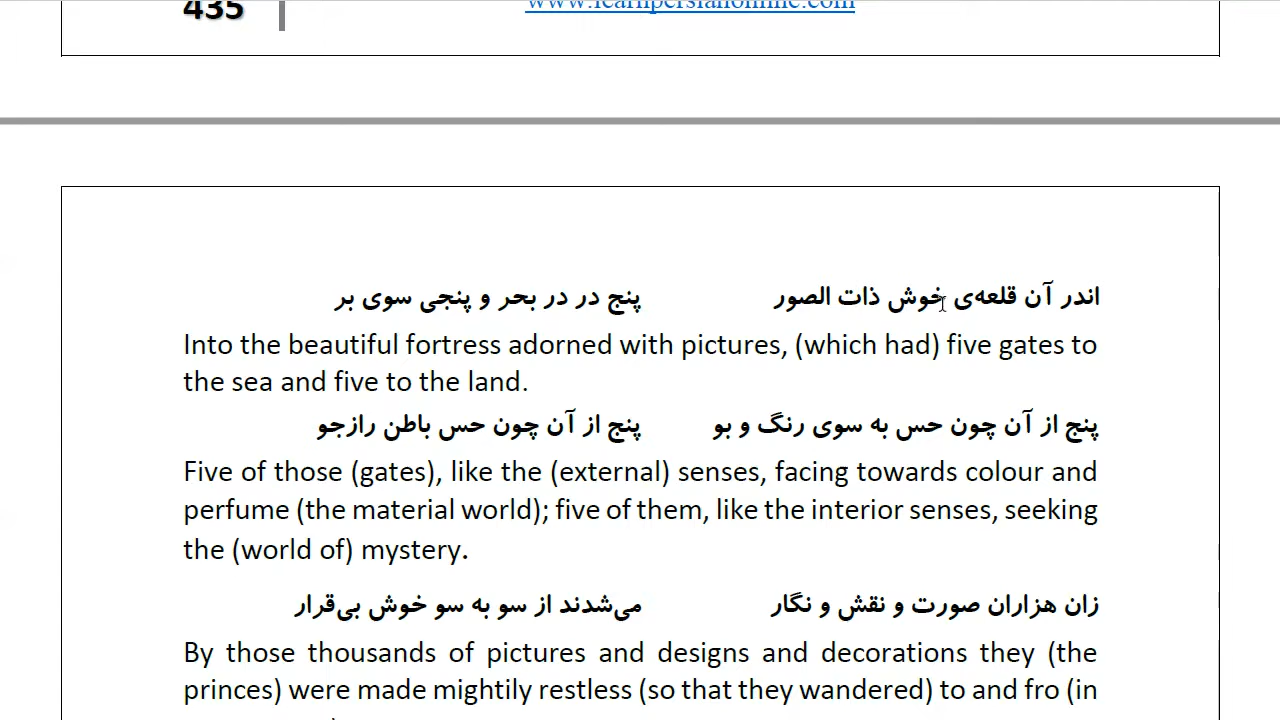 435 www.learnpersianonline.com
اندر آن قلعه‌ی خوش ذات الصور پنج در در بحر و پنجی سوی بر
Into the beautiful fortress adorned with pictures, (which had) five gates to
the sea and five to the land.
پنج از آن چون حس به سوی رنگ و بو پنج از آن چون حس باطن رازجو
Five of those (gates), like the (external) senses, facing towards colour and
perfume (the material world); five of them, like the interior senses, seeking
the (world of) mystery.
زان هزاران صورت و نقش و نگار می‌شدند از سو به سو خوش بی‌قرار
By those thousands of pictures and designs and decorations they (the
princes) were made mightily restless (so that they wandered) to and fro (in